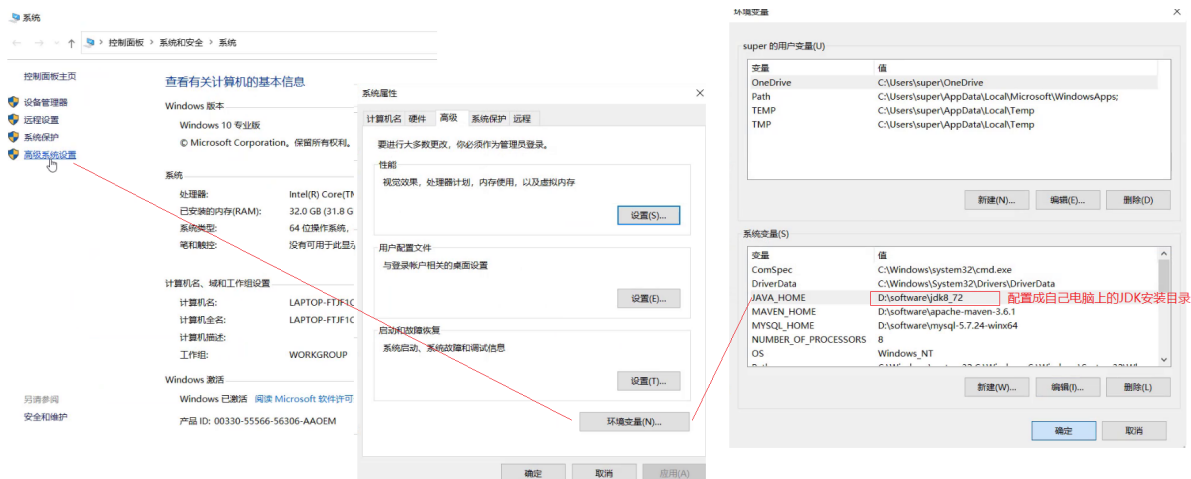 系统
控制面板 > 系统和安全 > 系统
控制面板主页
设备管理器
远程设置
系统保护
高级系统设置
另请参阅
安全和维护
查看有关计算机的基本信息
Windows 版本
Windows 10 专业版
© Microsoft Corporation。保留所有权利。
系统
处理器: Intel(R) Core(TM
已安装的内存(RAM): 32.0 GB (31.8 G
系统类型: 64 位操作系统,
笔和触控: 没有可用于此显示
计算机名、域和工作组设置
计算机名: LAPTOP-FTJF1C
计算机全名: LAPTOP-FTJF1C
计算机描述:
工作组: WORKGROUP
Windows 激活
Windows 已激活 阅读 Microsoft 软件许可
产品 ID: 00330-55566-56306-AAOEM
系统属性
计算机名 硬件 高级 系统保护 远程
要进行大多数更改，你必须作为管理员登录。
性能
视觉效果，处理器计划，内存使用，以及虚拟内存
设置(S)...
用户配置文件
与登录帐户相关的桌面设置
设置(E)...
启动和故障恢复
系统启动、系统故障和调试信息
设置(T)...
环境变量(N)...
确定 取消 应用(A)
环境变量
super 的用户变量(U)
变量 值
OneDrive C:\Users\super\OneDrive
Path C:\Users\super\AppData\Local\Microsoft\WindowsApps;
TEMP C:\Users\super\AppData\Local\Temp
TMP C:\Users\super\AppData\Local\Temp
新建(N)... 编辑(E)... 删除(D)
系统变量(S)
变量 值
ComSpec C:\Windows\system32\cmd.exe
DriverData C:\Windows\System32\Drivers\DriverData
JAVA_HOME D:\software\jdk8_72 配置成自己电脑上的JDK安装目录
MAVEN_HOME D:\software\apache-maven-3.6.1
MYSQL_HOME D:\software\mysql-5.7.24-winx64
NUMBER_OF_PROCESSORS 8
OS Windows_NT
新建(W)... 编辑(I)... 删除(L)
确定 取消